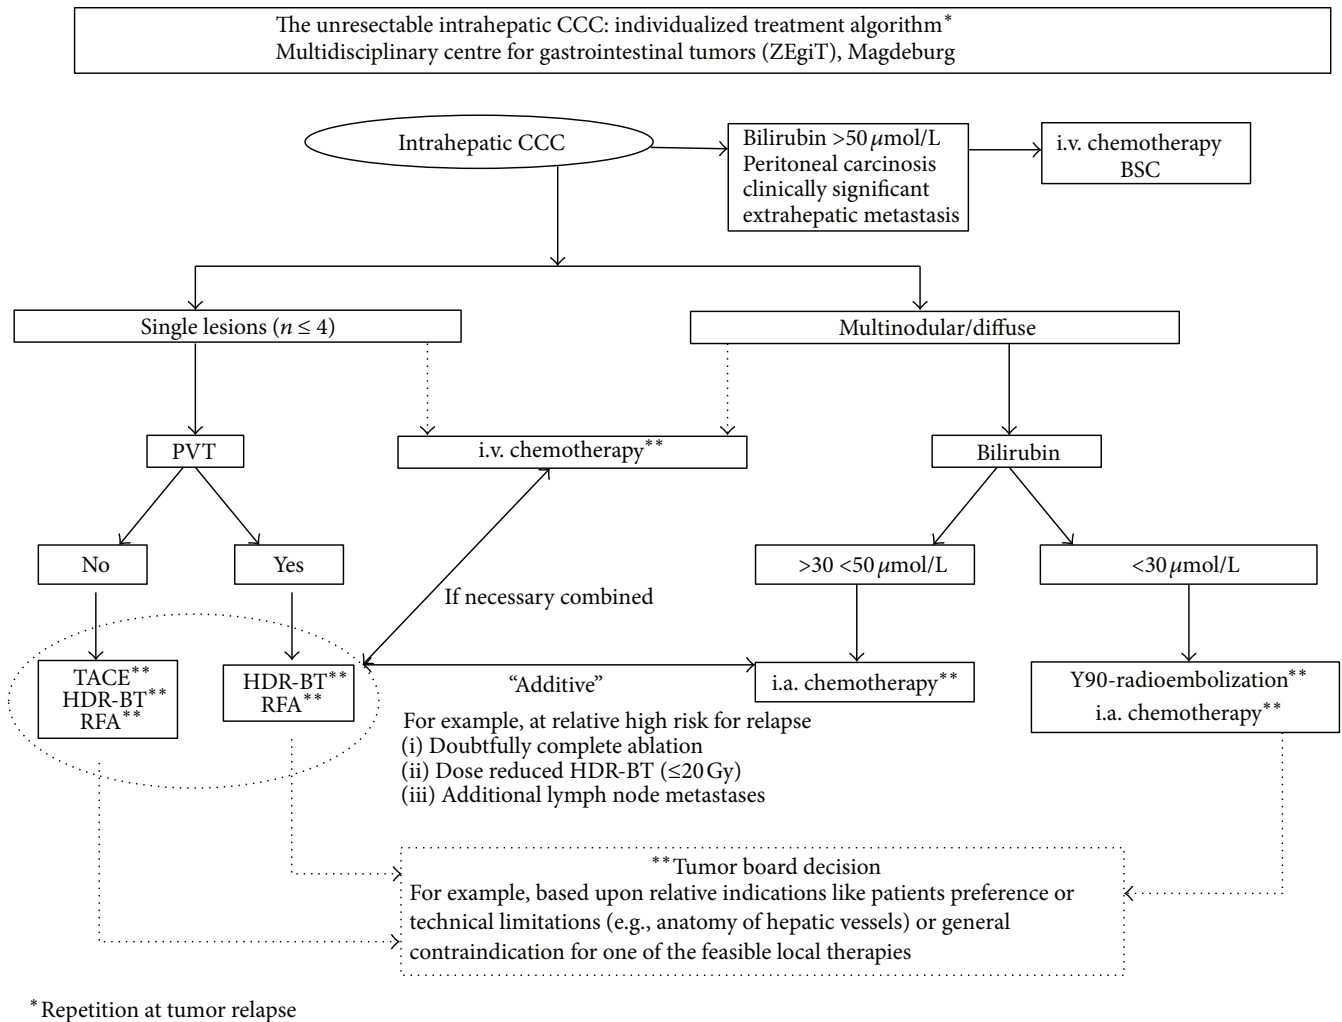 The unresectable intrahepatic CCC: individualized treatment algorithm*
Multidisciplinary centre for gastrointestinal tumors (ZEgiT), Magdeburg
Intrahepatic CCC
Bilirubin >50 μmol/L
Peritoneal carcinosis
clinically significant
extrahepatic metastasis
i.v. chemotherapy
BSC
Single lesions (n ≤ 4)
Multinodular/diffuse
PVT
i.v. chemotherapy**
Bilirubin
No
Yes
>30 <50 μmol/L
<30 μmol/L
If necessary combined
TACE**
HDR-BT**
RFA**
HDR-BT**
RFA**
"Additive"
i.a. chemotherapy**
Y90-radioembolization**
i.a. chemotherapy**
For example, at relative high risk for relapse
(i) Doubtfully complete ablation
(ii) Dose reduced HDR-BT (≤20 Gy)
(iii) Additional lymph node metastases
**Tumor board decision
For example, based upon relative indications like patients preference or
technical limitations (e.g., anatomy of hepatic vessels) or general
contraindication for one of the feasible local therapies
*Repetition at tumor relapse